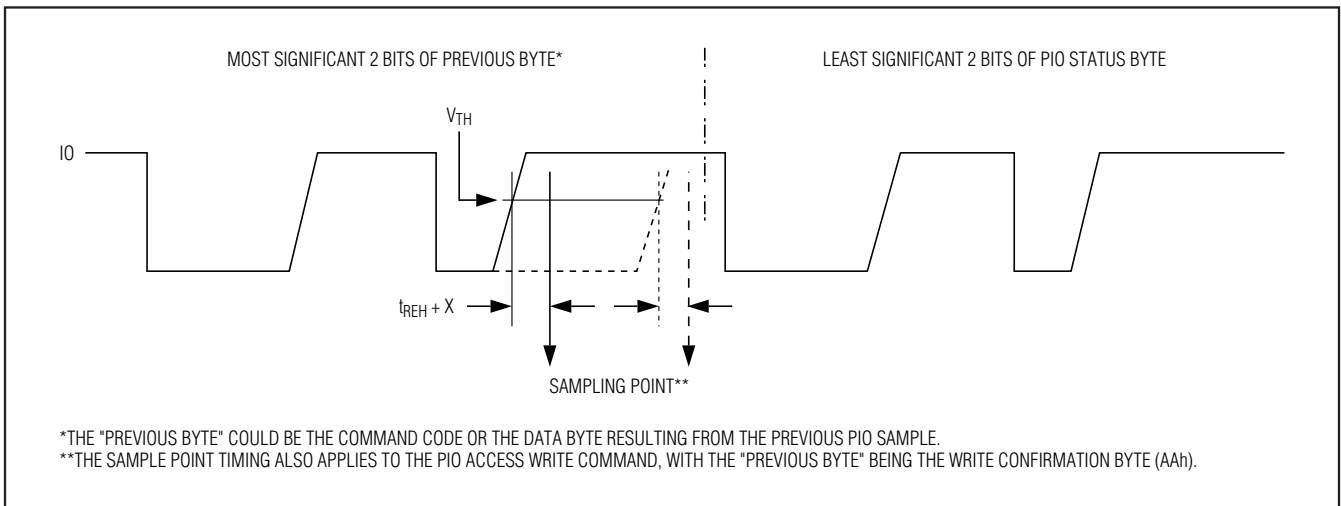 MOST SIGNIFICANT 2 BITS OF PREVIOUS BYTE*
LEAST SIGNIFICANT 2 BITS OF PIO STATUS BYTE
VTH
IO
tREH + X
SAMPLING POINT**
*THE "PREVIOUS BYTE" COULD BE THE COMMAND CODE OR THE DATA BYTE RESULTING FROM THE PREVIOUS PIO SAMPLE.
**THE SAMPLE POINT TIMING ALSO APPLIES TO THE PIO ACCESS WRITE COMMAND, WITH THE "PREVIOUS BYTE" BEING THE WRITE CONFIRMATION BYTE (AAh).